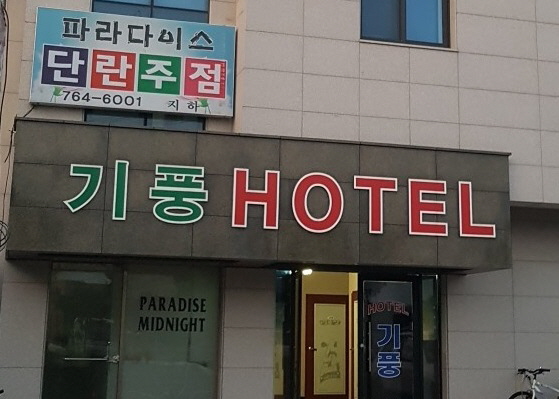 파라다이스
단란주점
764-6001 지하
기풍 HOTEL
PARADISE
MIDNIGHT
HOTEL
기풍